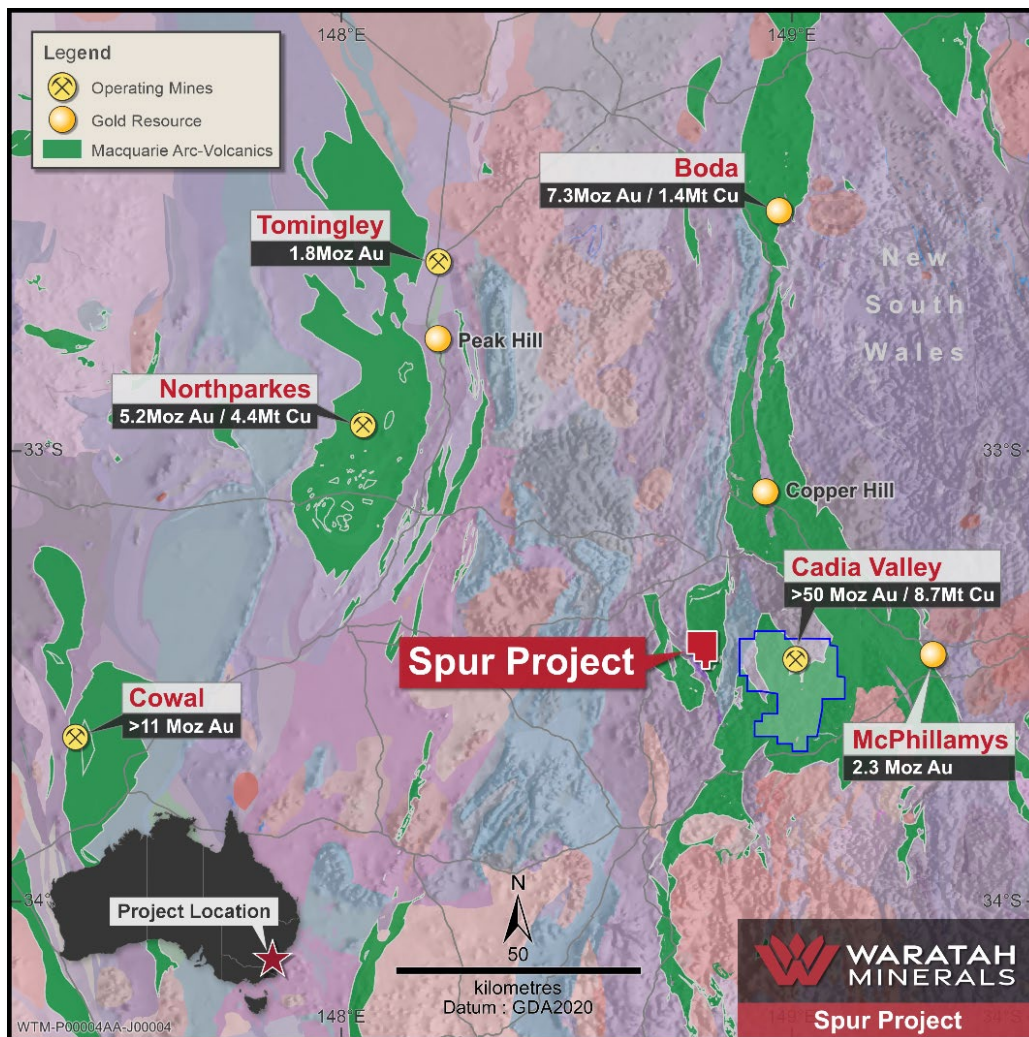 148°E
149°E
Legend
Operating Mines
Gold Resource
Macquarie Arc-Volcanics
Boda
7.3Moz Au / 1.4Mt Cu
Tomingley
1.8Moz Au
New
South
Wales
Peak Hill
Northparkes
5.2Moz Au / 4.4Mt Cu
33°S
33°S
Copper Hill
Cadia Valley
>50 Moz Au / 8.7Mt Cu
Spur Project
Cowal
>11 Moz Au
McPhillamys
2.3 Moz Au
34°S
34°S
Project Location
N
50
kilometres
Datum : GDA2020
WARATAH
MINERALS
WTM-P00004AA-J00004
148°E
149°E
Spur Project